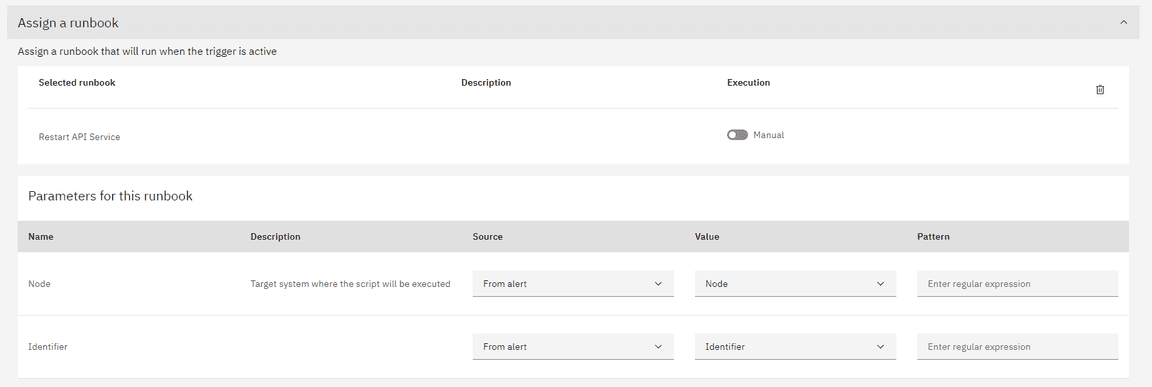 Assign a runbook
Assign a runbook that will run when the trigger is active
Selected runbook Description Execution
Restart API Service Manual
Parameters for this runbook
Name Description Source Value Pattern
Node Target system where the script will be executed From alert Node Enter regular expression
Identifier From alert Identifier Enter regular expression